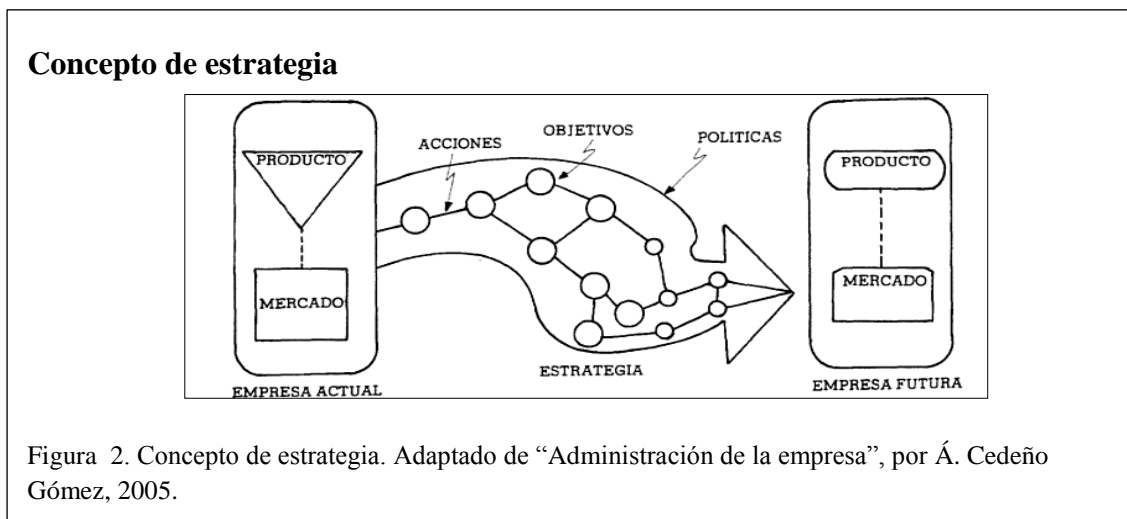 Concepto de estrategia
PRODUCTO
MERCADO
EMPRESA ACTUAL
ACCIONES
OBJETIVOS
POLITICAS
ESTRATEGIA
PRODUCTO
MERCADO
EMPRESA FUTURA
Figura 2. Concepto de estrategia. Adaptado de “Administración de la empresa”, por Á. Cedeño
Gómez, 2005.